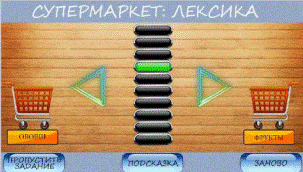 СУПЕРМАРКЕТ: ЛЕКСИКА
ОВОЩИ
ФРУКТЫ
ПРОПУСТИТЬ
ЗАДАНИЕ
ПОДСКАЗКА
ЗАНОВО